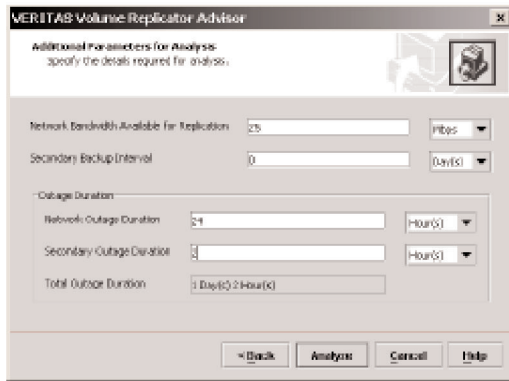 VERITAS Volume Replicator Advisor
Additional Parameters for Analysis
Specify the details required for analysis.
Network Bandwidth Available for Replication 25 Mbps
Secondary Backup Interval 0 Day(s)
Outage Duration
Network Outage Duration 24 Hour(s)
Secondary Outage Duration 2 Hour(s)
Total Outage Duration 1 Day(s) 2 Hour(s)
< Back Analyze Cancel Help